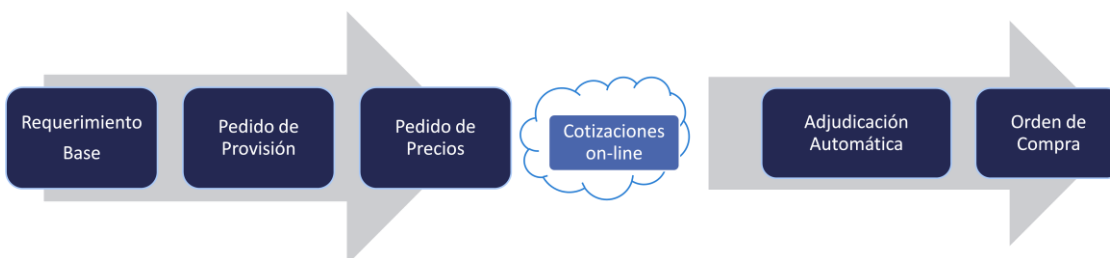 Requerimiento
Base
Pedido de
Provisión
Pedido de
Precios
Cotizaciones
on-line
Adjudicación
Automática
Orden de
Compra